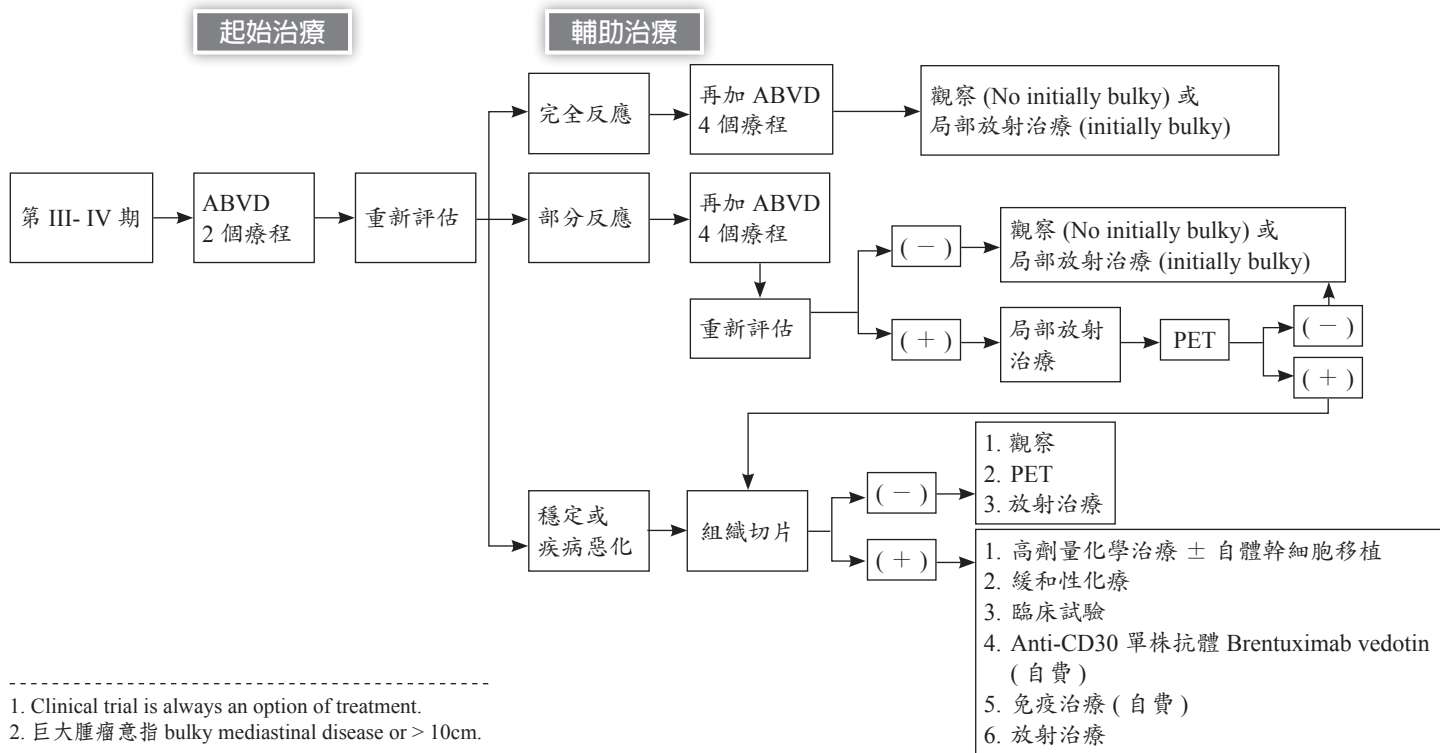 起始治療
輔助治療
完全反應
再加 ABVD
4 個療程
觀察 (No initially bulky) 或
局部放射治療 (initially bulky)
第 III- IV 期
ABVD
2 個療程
重新評估
部分反應
再加 ABVD
4 個療程
(－)
觀察 (No initially bulky) 或
局部放射治療 (initially bulky)
重新評估
(＋)
局部放射
治療
PET
(－)
(＋)
穩定或
疾病惡化
組織切片
(－)
1. 觀察
2. PET
3. 放射治療
(＋)
1. 高劑量化學治療 ± 自體幹細胞移植
2. 緩和性化療
3. 臨床試驗
4. Anti-CD30 單株抗體 Brentuximab vedotin
( 自費 )
5. 免疫治療 ( 自費 )
6. 放射治療
1. Clinical trial is always an option of treatment.
2. 巨大腫瘤意指 bulky mediastinal disease or > 10cm.